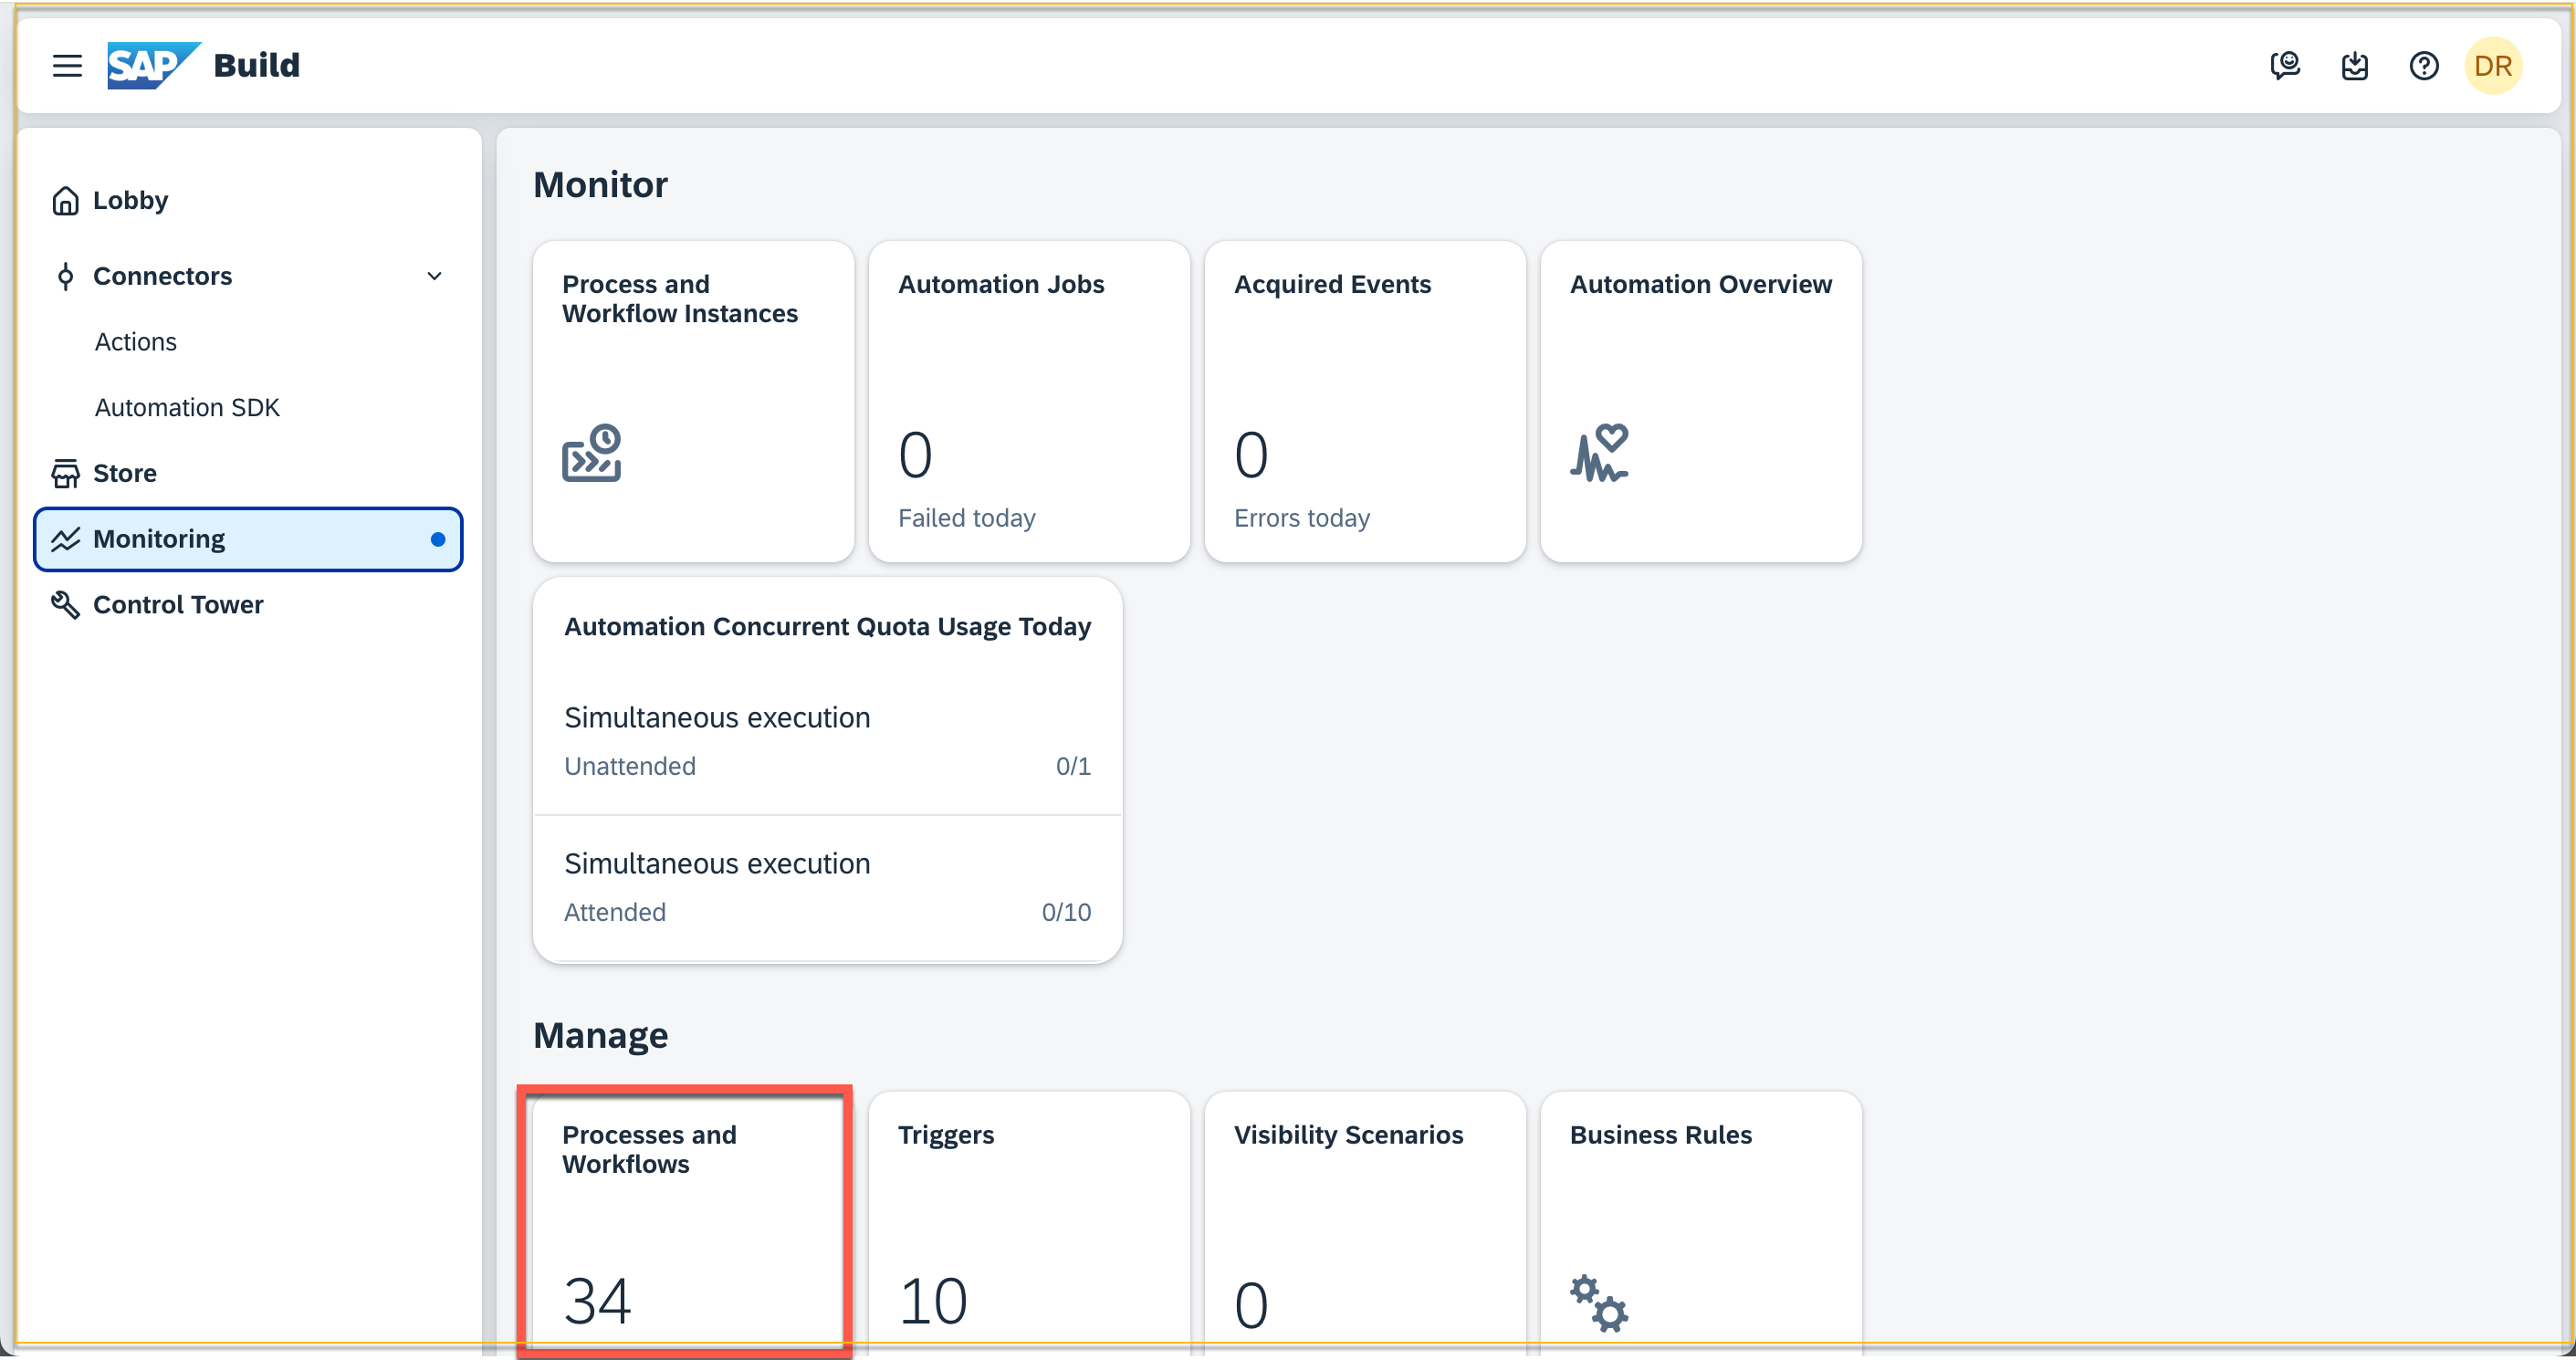 SAP Build
DR
Lobby
Connectors
Actions
Automation SDK
Store
Monitoring
Control Tower
Monitor
Process and
Workflow Instances
Automation Jobs
0
Failed today
Acquired Events
0
Errors today
Automation Overview
Automation Concurrent Quota Usage Today
Simultaneous execution
Unattended 0/1
Simultaneous execution
Attended 0/10
Manage
Processes and
Workflows
34
Triggers
10
Visibility Scenarios
0
Business Rules